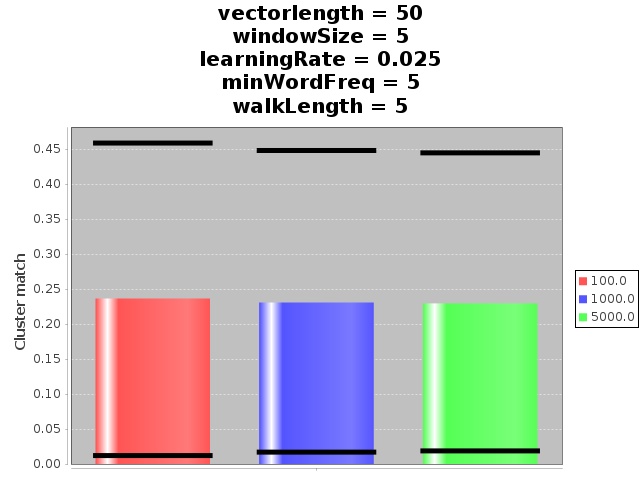 vectorlength = 50
windowSize = 5
learningRate = 0.025
minWordFreq = 5
walkLength = 5
0.45
0.40
0.35
0.30
0.25
0.20
0.15
0.10
0.05
0.00
Cluster match
100.0
1000.0
5000.0